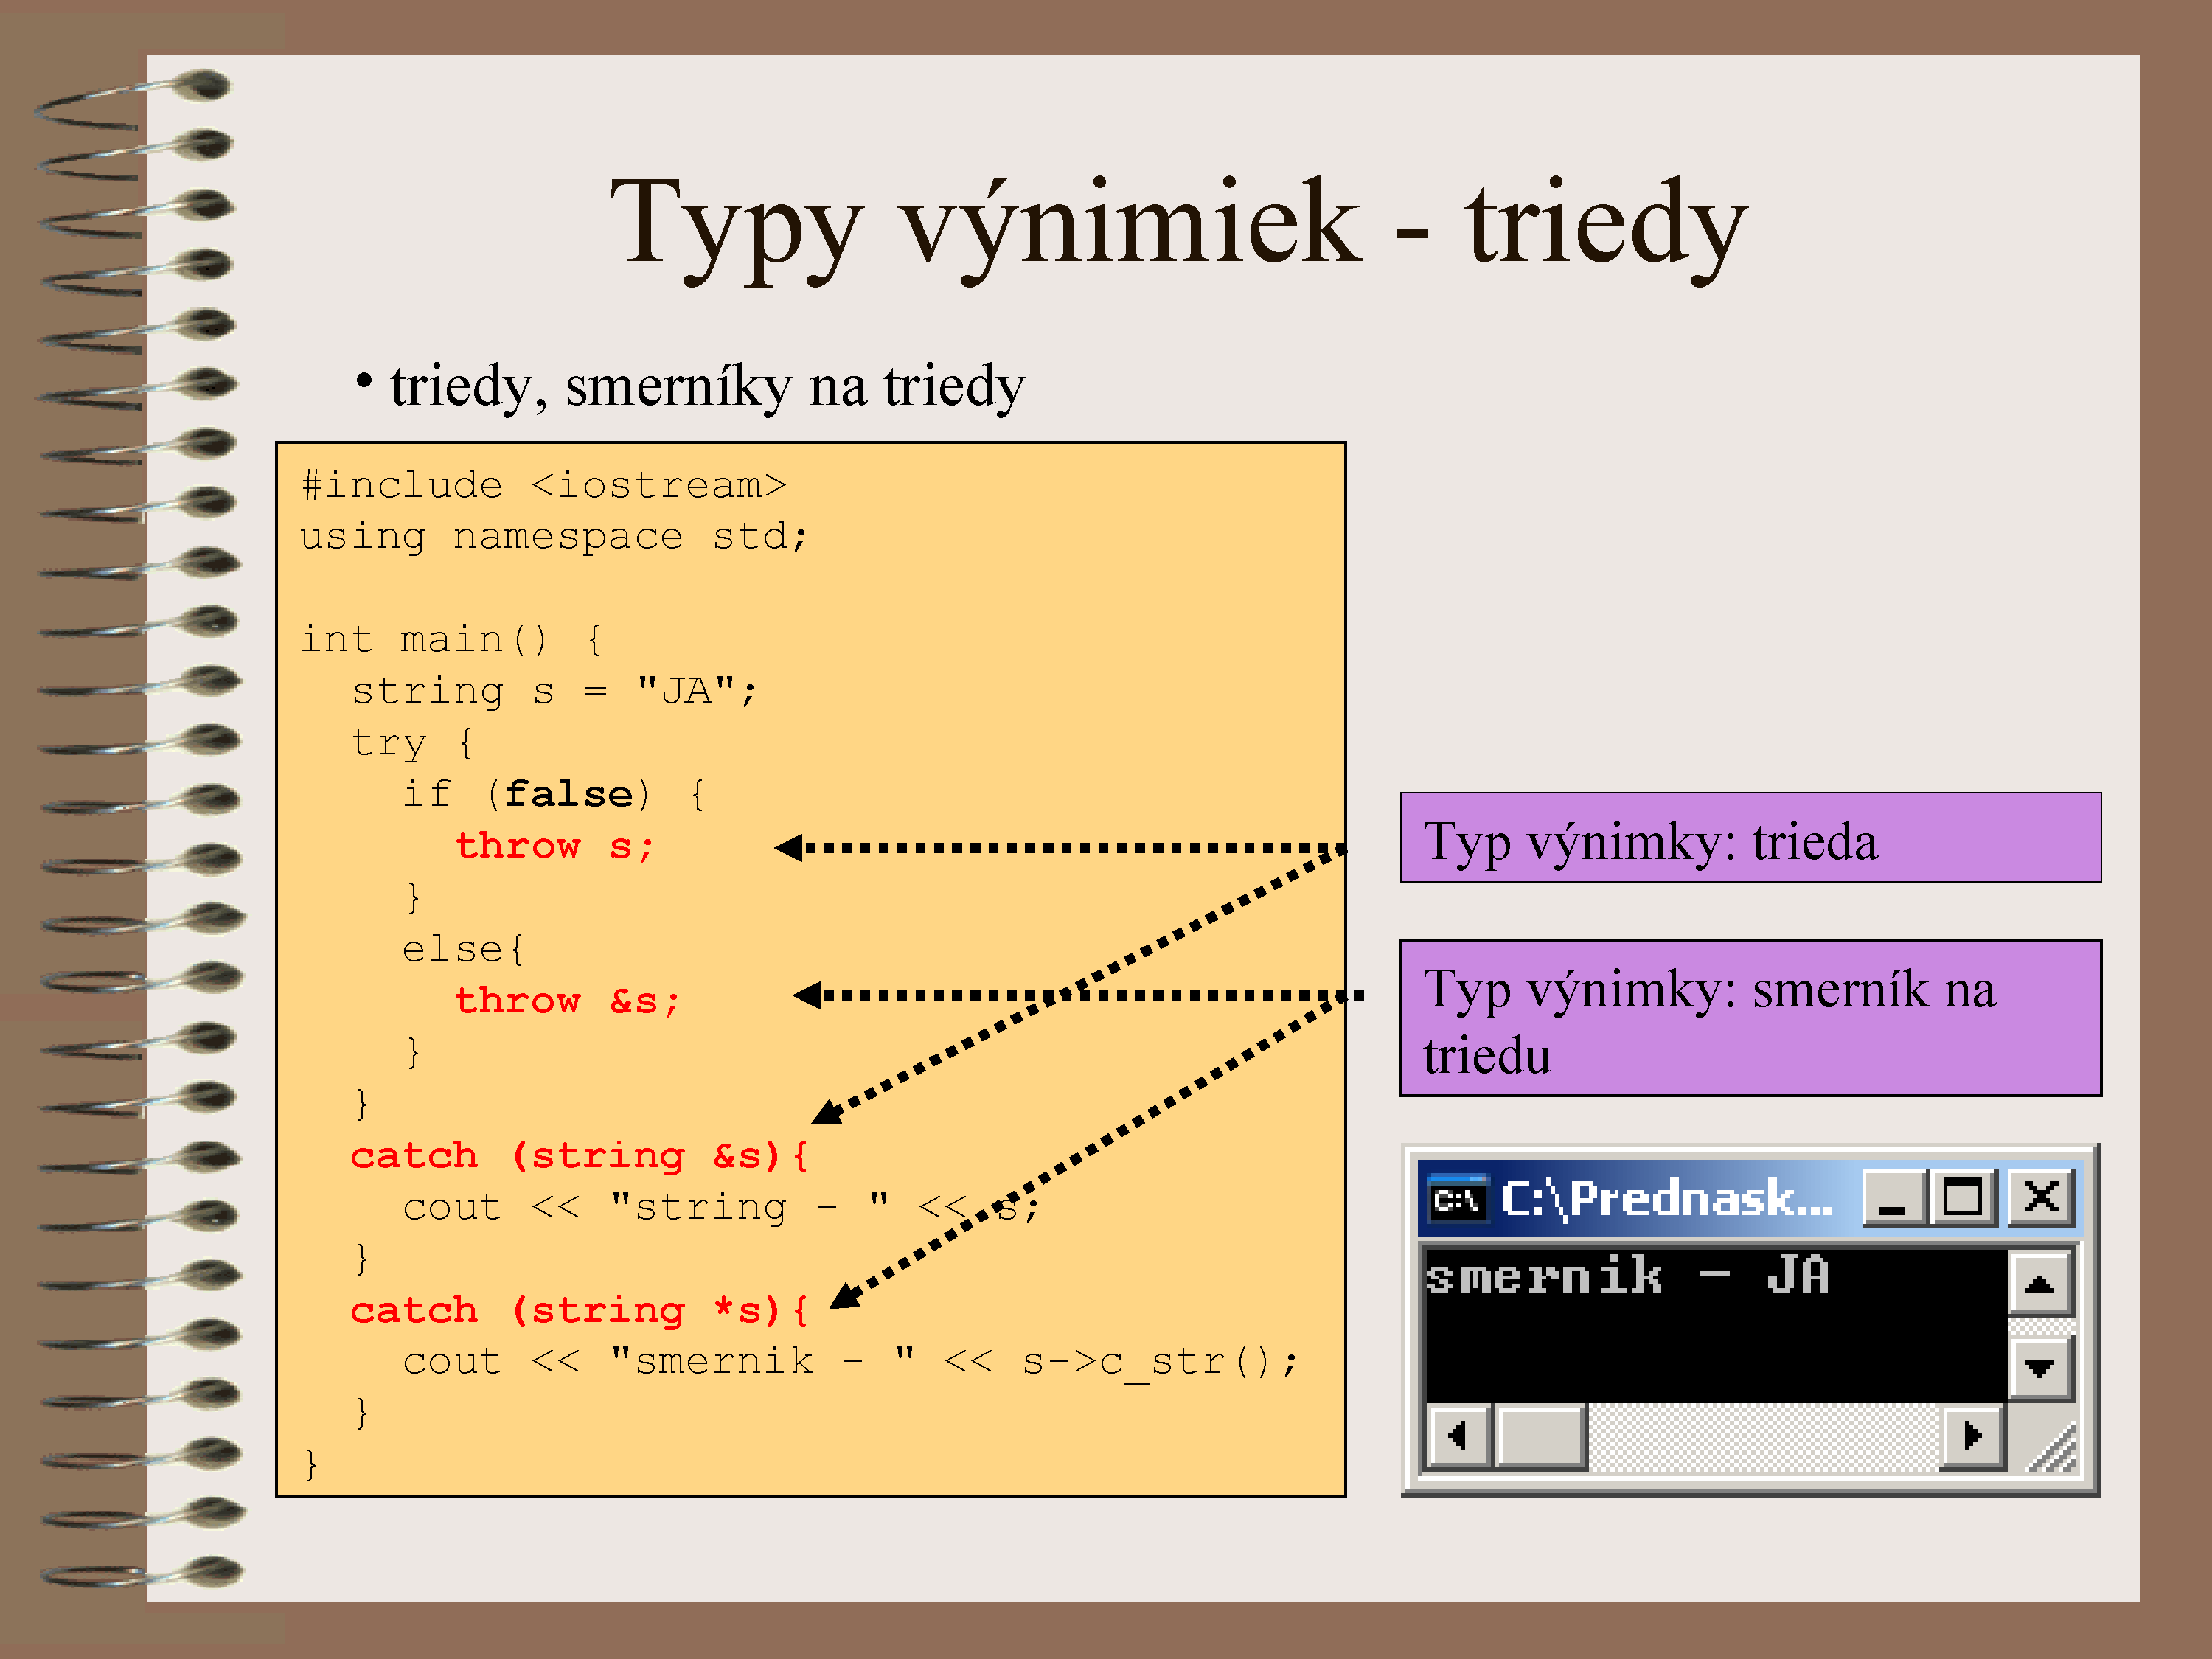 Typy výnimiek - triedy
• triedy, smerníky na triedy
#include <iostream>
using namespace std;
int main() {
string s = "JA";
try {
if (false) {
throw s;
}
else{
throw &s;
}
}
catch (string &s){
cout << "string - " << s;
}
catch (string *s){
cout << "smernik - " << s->c_str();
}
}
Typ výnimky: trieda
Typ výnimky: smerník na
triedu
C:\ C:\Prednask...
smernik - JA